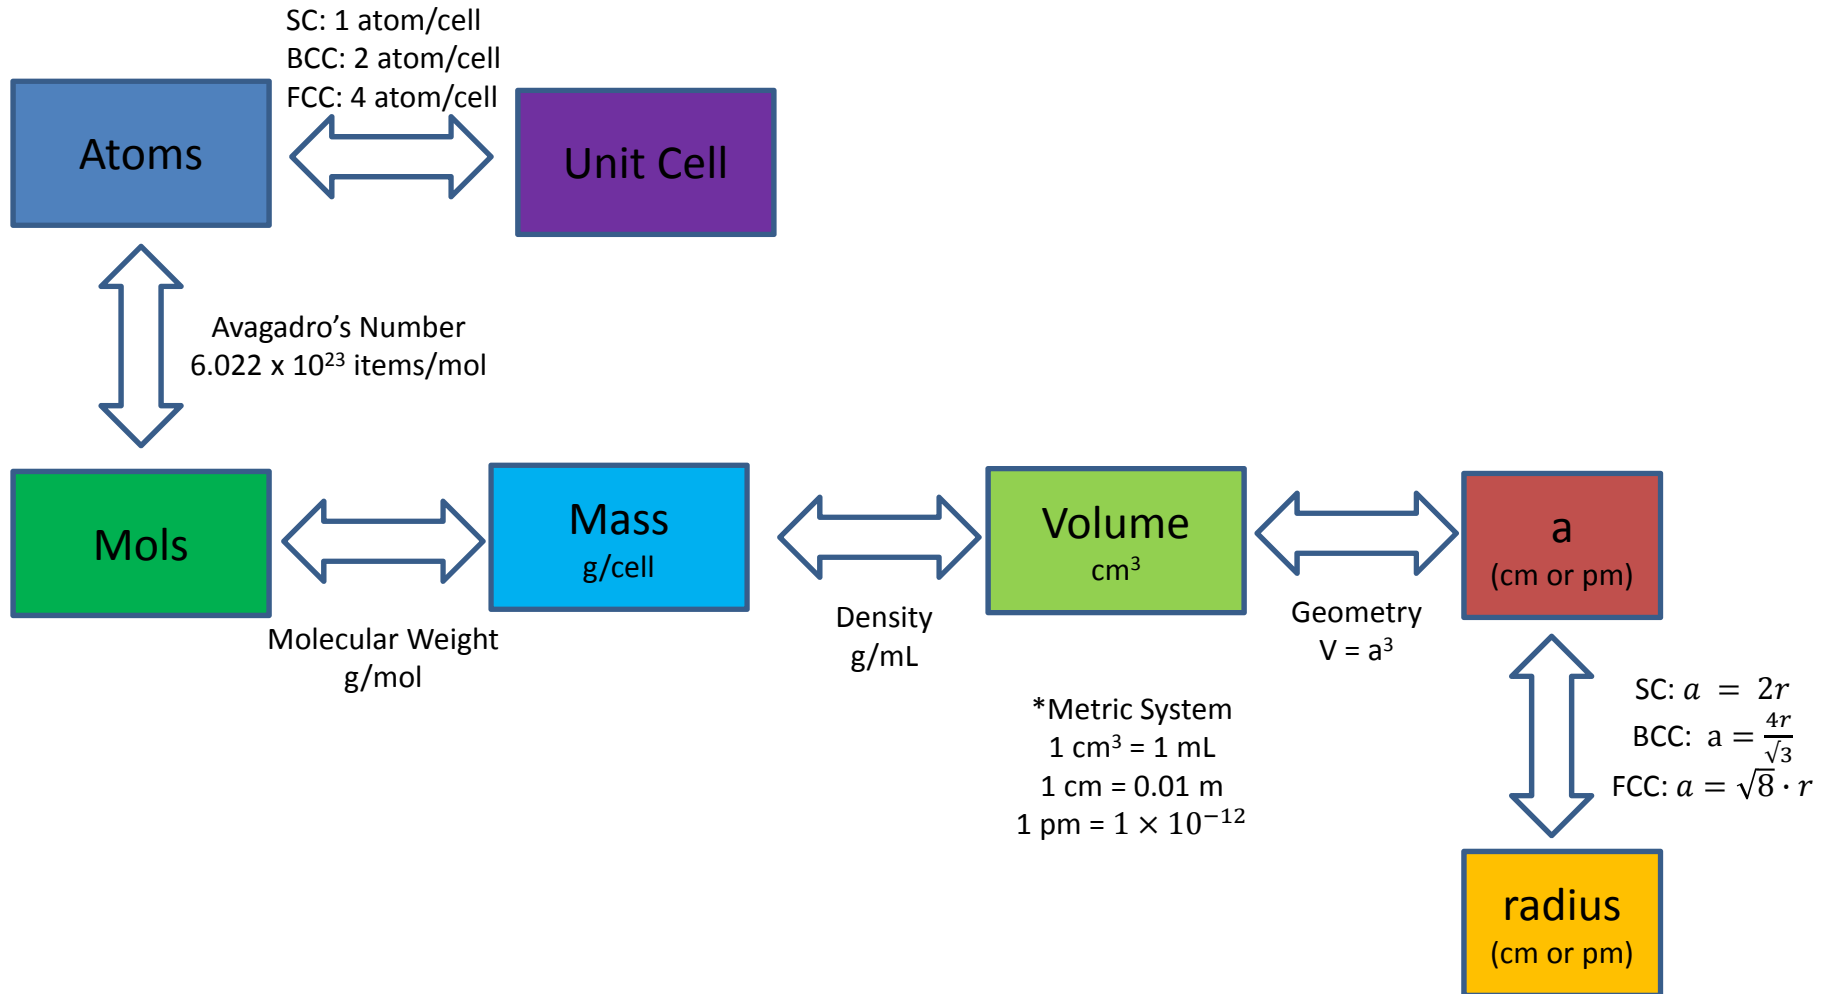 SC: 1 atom/cell
BCC: 2 atom/cell
FCC: 4 atom/cell
Atoms
Unit Cell
Avagadro’s Number
6.022 x 10²³ items/mol
Mols
Mass
g/cell
Volume
cm³
a
(cm or pm)
Molecular Weight
g/mol
Density
g/mL
Geometry
V = a³
*Metric System
1 cm³ = 1 mL
1 cm = 0.01 m
1 pm = 1 × 10⁻¹²
SC: a = 2r
BCC: a = 4r/√3
FCC: a = √8 · r
radius
(cm or pm)